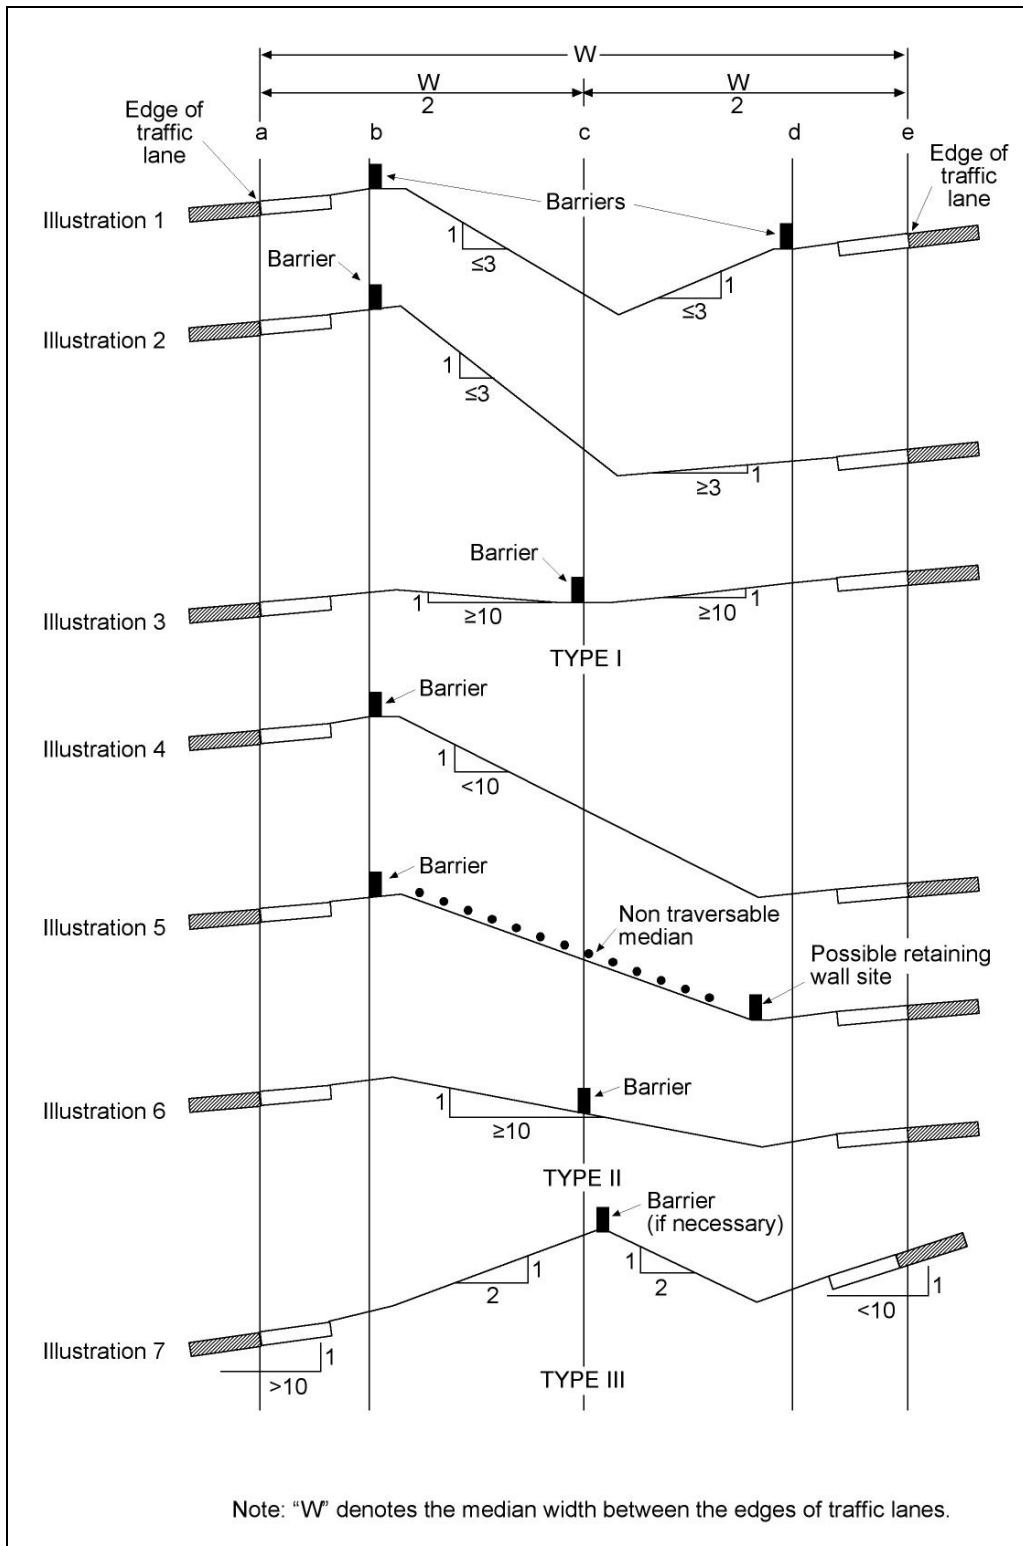 W
W
2
W
2
Edge of
traffic
lane
a
b
c
d
e
Edge of
traffic
lane
Illustration 1
Barriers
1
≤3
1
≤3
Barrier
Illustration 2
1
≤3
1
≥3
Barrier
Illustration 3
1
≥10
1
≥10
TYPE I
Barrier
Illustration 4
1
<10
Barrier
Illustration 5
Non traversable
median
Possible retaining
wall site
Illustration 6
1
≥10
Barrier
TYPE II
Barrier
(if necessary)
1
2
1
2
1
<10
Illustration 7
1
>10
TYPE III
Note: “W” denotes the median width between the edges of traffic lanes.